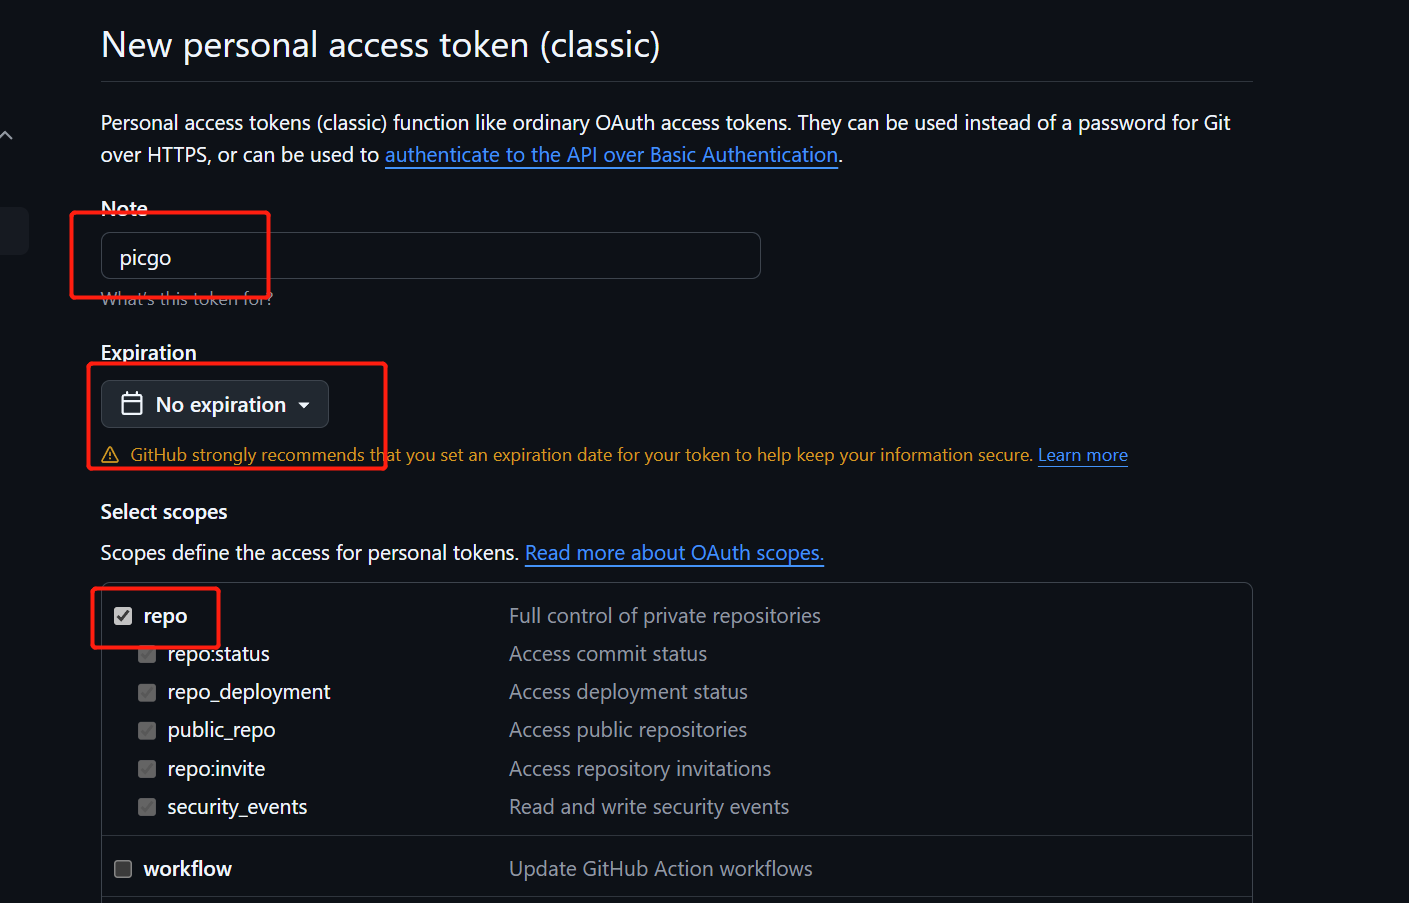 New personal access token (classic)
Personal access tokens (classic) function like ordinary OAuth access tokens. They can be used instead of a password for Git
over HTTPS, or can be used to authenticate to the API over Basic Authentication.
Note
picgo
What's this token for?
Expiration
No expiration
GitHub strongly recommends that you set an expiration date for your token to help keep your information secure. Learn more
Select scopes
Scopes define the access for personal tokens. Read more about OAuth scopes.
repo Full control of private repositories
repo:status Access commit status
repo_deployment Access deployment status
public_repo Access public repositories
repo:invite Access repository invitations
security_events Read and write security events
workflow Update GitHub Action workflows